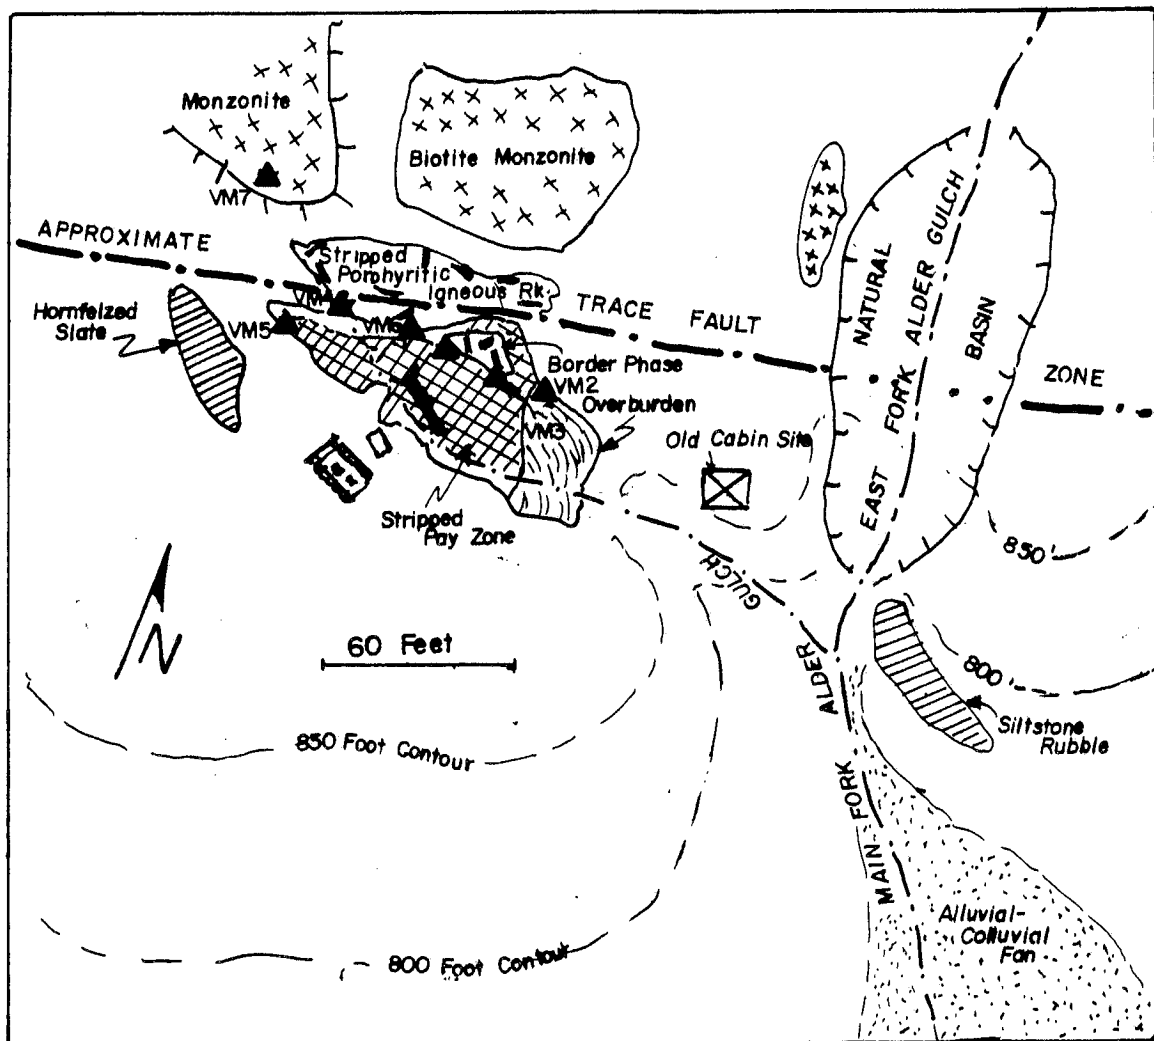 Monzonite
Biotite Monzonite
VM7
APPROXIMATE
Stripped
Porphyritic
Igneous Rk.
TRACE FAULT
ZONE
NATURAL
EAST FORK ALDER GULCH
BASIN
Hornfelzed
Slate
VM5
VM6
Border Phase
VM2
Overburden
VM3
Old Cabin Site
Stripped
Pay Zone
GULCH
850'
N
60 Feet
ALDER
800'
Siltstone
Rubble
850 Foot Contour
MAIN FORK
Alluvial-
Colluvial
Fan
800 Foot Contour